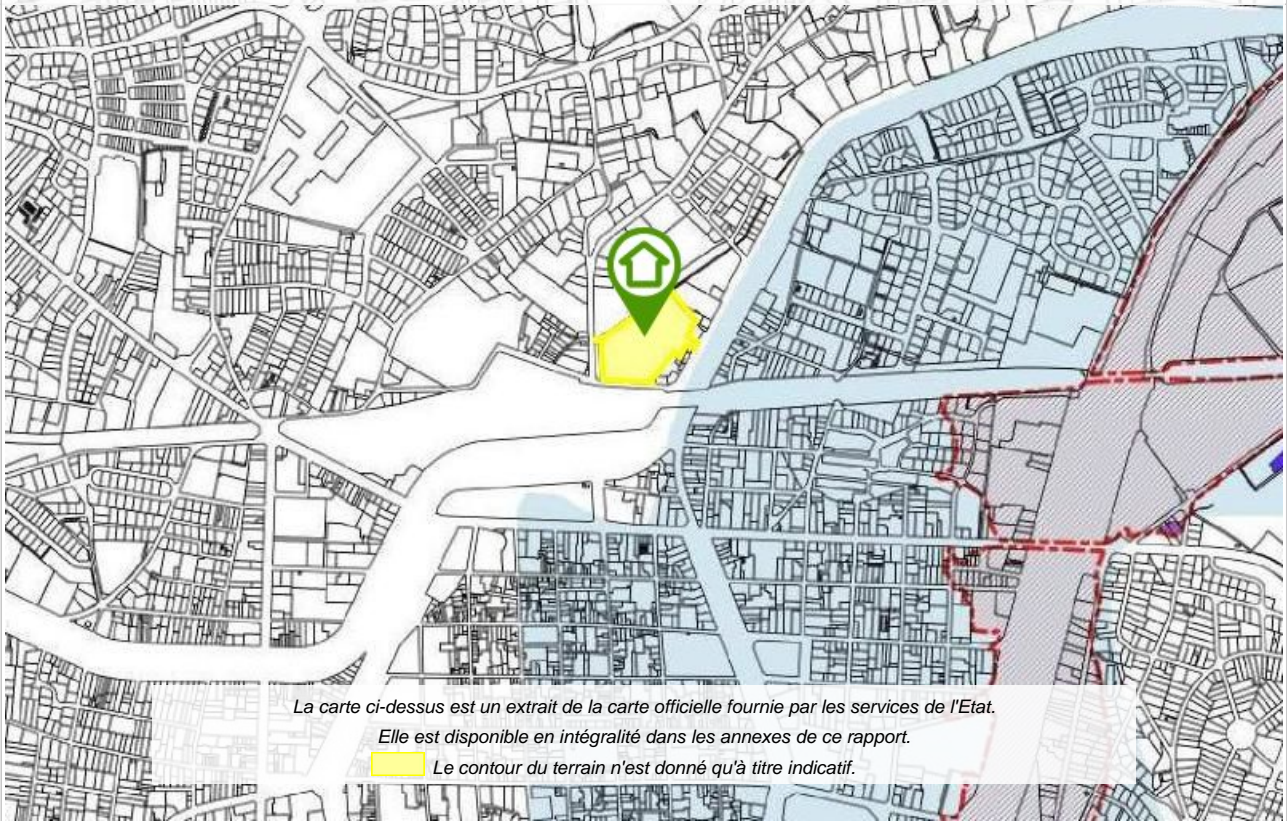 La carte ci-dessus est un extrait de la carte officielle fournie par les services de l'Etat.
Elle est disponible en intégralité dans les annexes de ce rapport.
Le contour du terrain n'est donné qu'à titre indicatif.